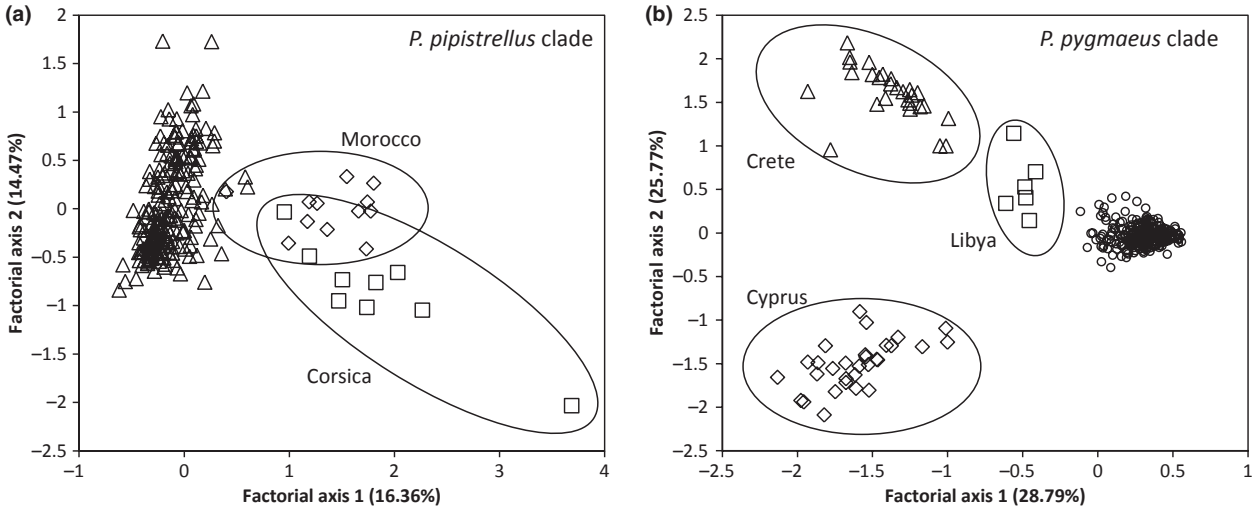 (a)
P. pipistrellus clade
Morocco
Corsica
2
1.5
1
0.5
0
−0.5
−1
−1.5
−2
−2.5
−1
0
1
2
3
4
Factorial axis 2 (14.47%)
Factorial axis 1 (16.36%)
(b)
P. pygmaeus clade
Crete
Libya
Cyprus
2.5
2
1.5
1
0.5
0
−0.5
−1
−1.5
−2
−2.5
−2.5
−2
−1.5
−1
−0.5
0
0.5
1
Factorial axis 2 (25.77%)
Factorial axis 1 (28.79%)